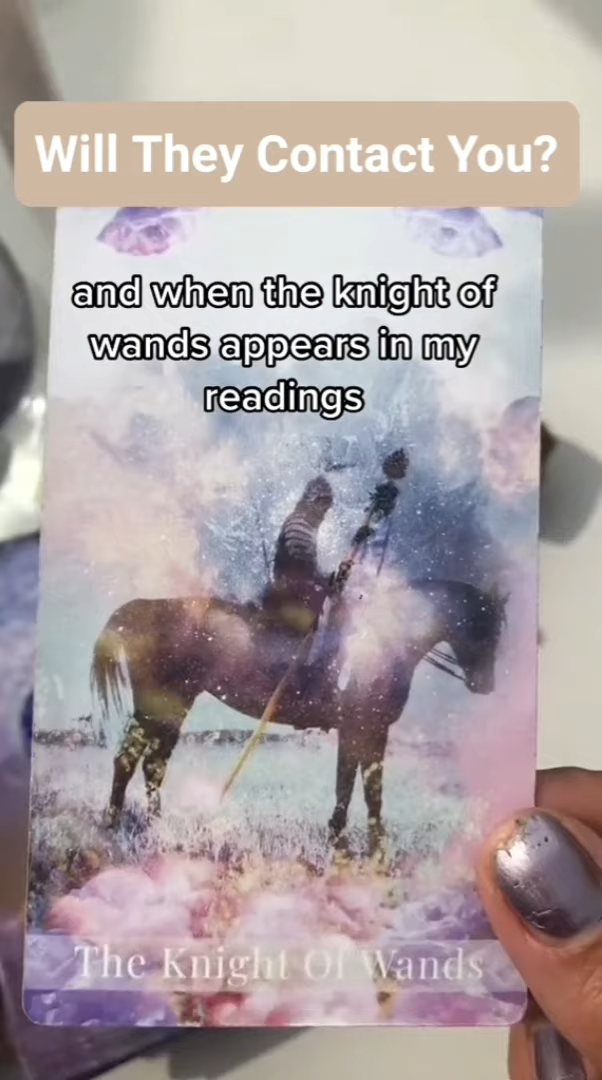 Will They Contact You?
and when the knight of
wands appears in my
readings
The Knight Of Wands